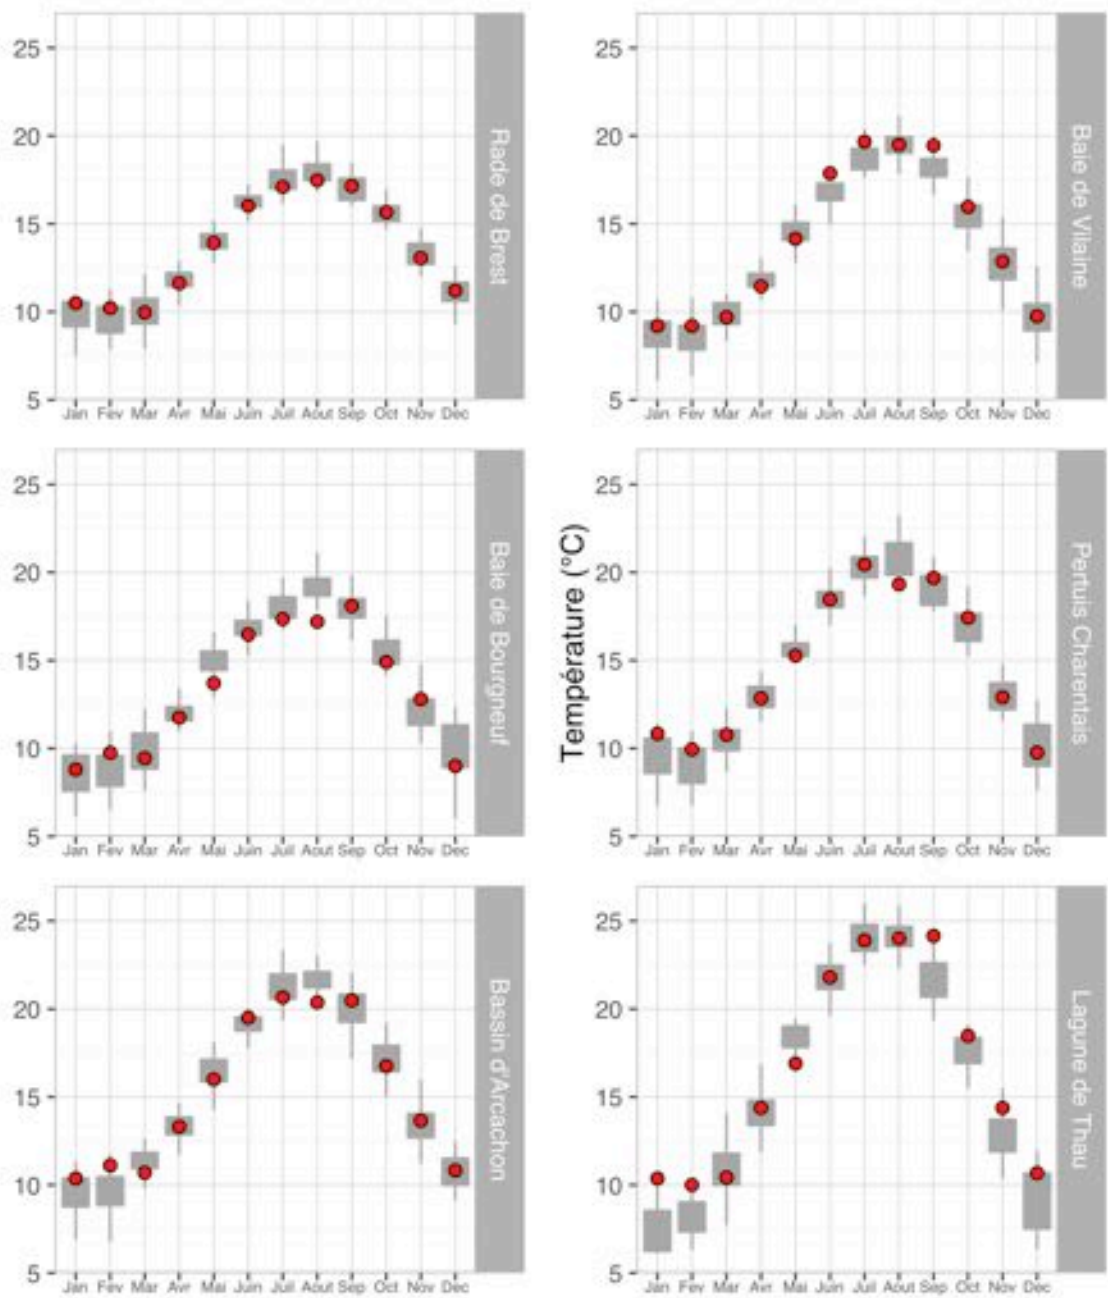 25
20
15
10
5
Jan Fev Mar Avr Mai Juin Juil Aout Sep Oct Nov Dec
Rade de Brest
25
20
15
10
5
Jan Fev Mar Avr Mai Juin Juil Aout Sep Oct Nov Dec
Baie de Vilaine
25
20
15
10
5
Jan Fev Mar Avr Mai Juin Juil Aout Sep Oct Nov Dec
Baie de Bourgneuf
Température (°C)
25
20
15
10
5
Jan Fev Mar Avr Mai Juin Juil Aout Sep Oct Nov Dec
Pertuis Charentais
25
20
15
10
5
Jan Fev Mar Avr Mai Juin Juil Aout Sep Oct Nov Dec
Bassin d'Arcachon
25
20
15
10
5
Jan Fev Mar Avr Mai Juin Juil Aout Sep Oct Nov Dec
Lagune de Thau